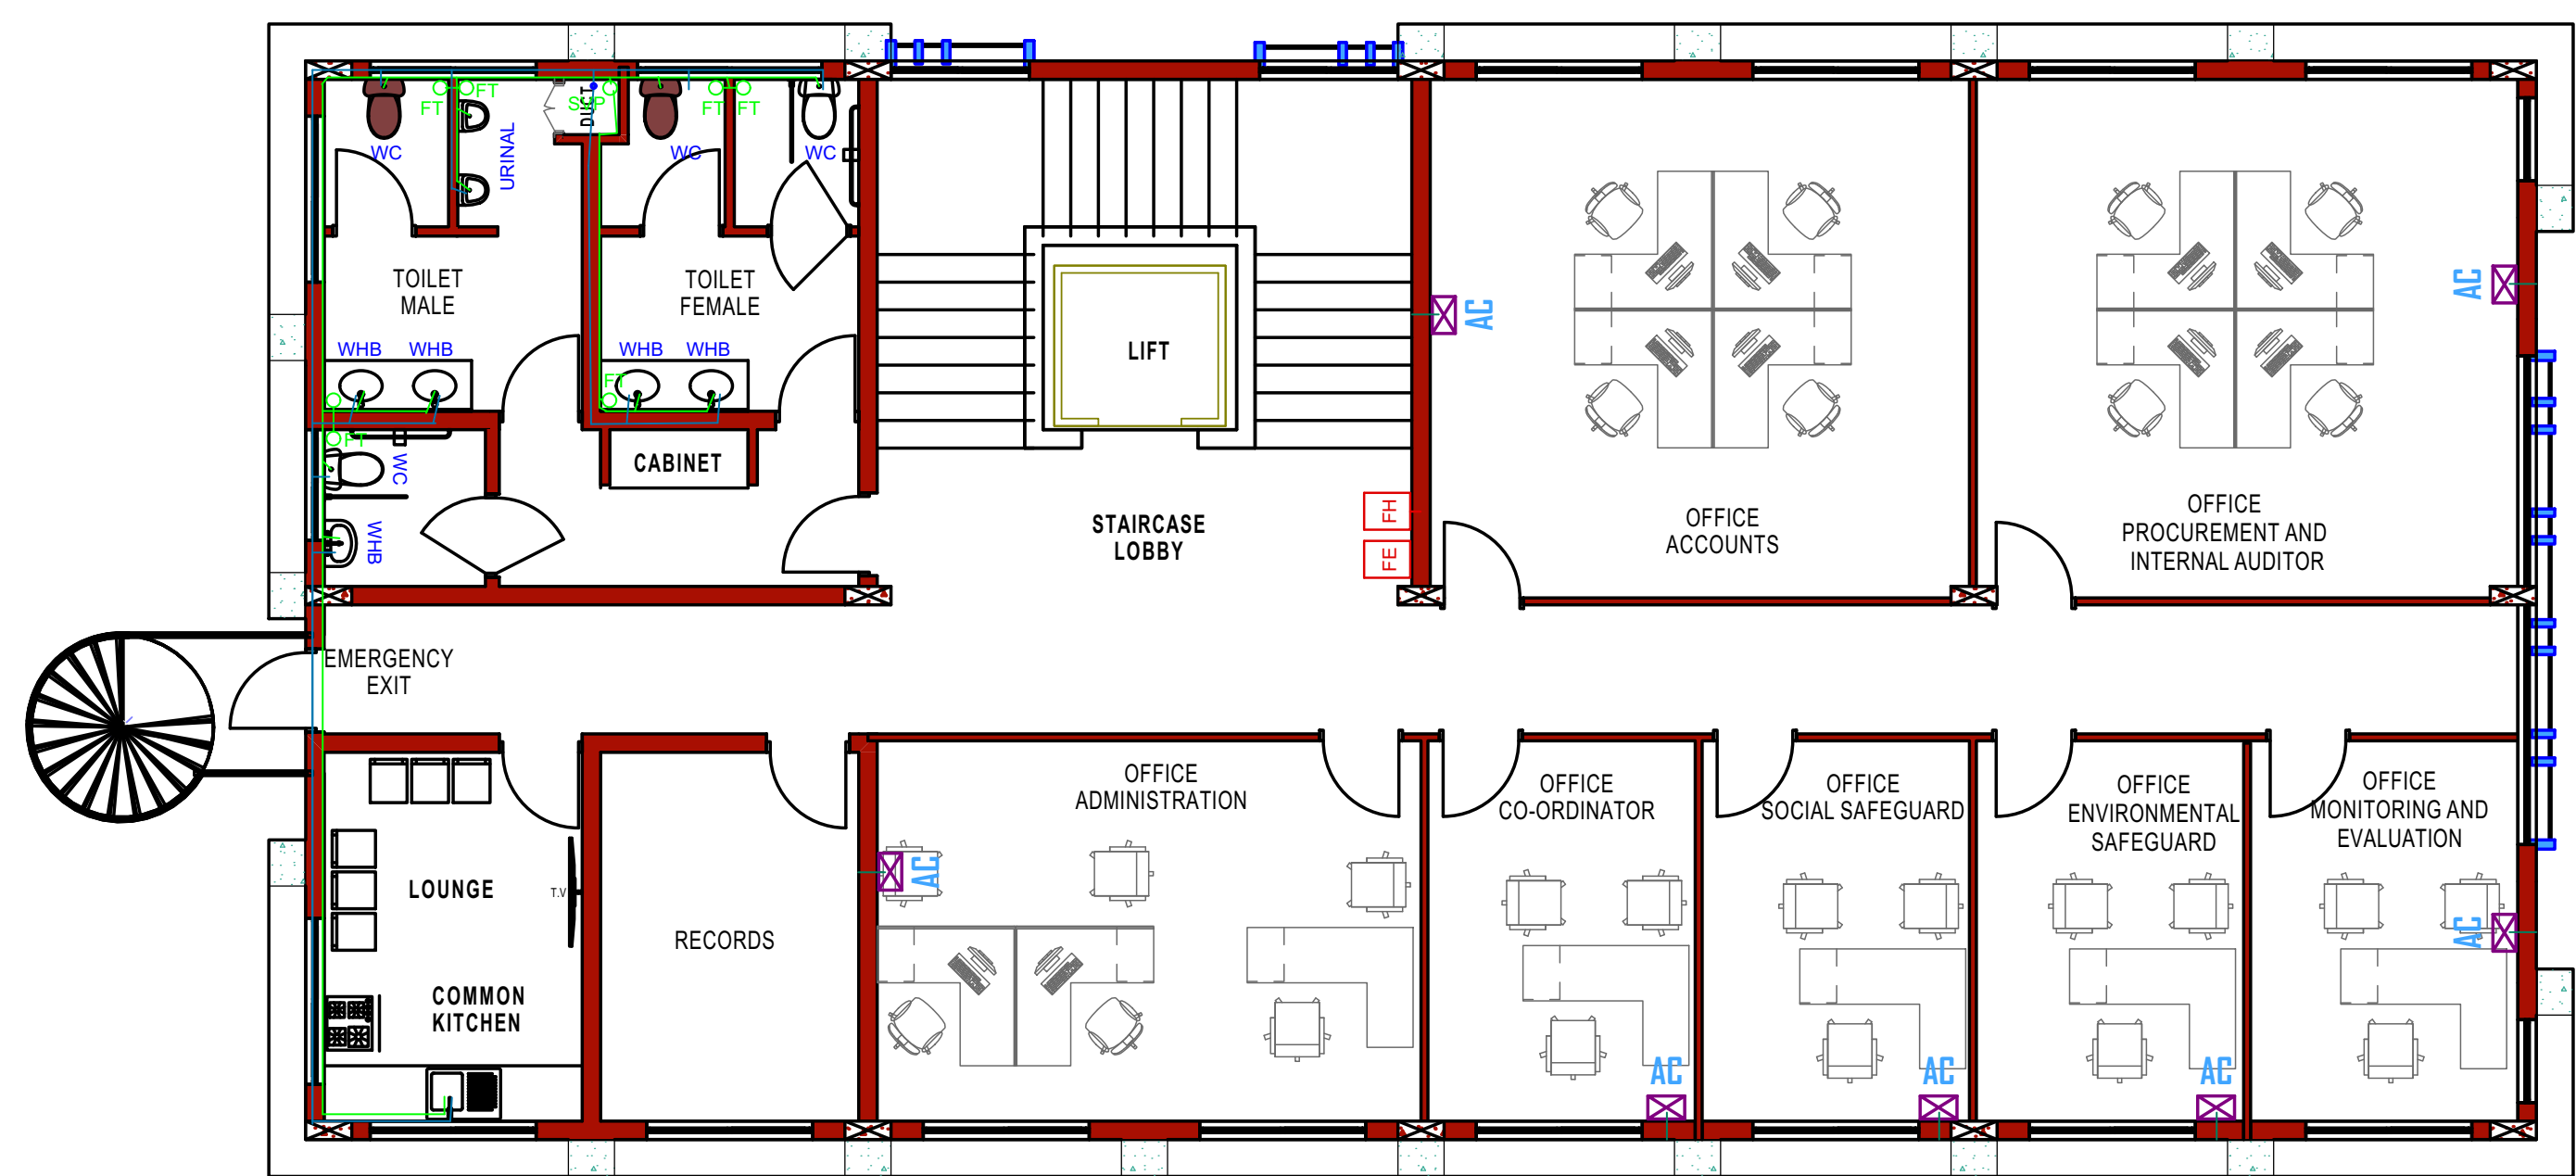 FT
FT
SVP
DUCT
FT
FT
WC
URINAL
WC
WC
TOILET
MALE
TOILET
FEMALE
WHB
WHB
WHB
WHB
FT
FT
WC
WHB
CABINET
LIFT
STAIRCASE
LOBBY
FH
FE
AC
OFFICE
ACCOUNTS
AC
OFFICE
PROCUREMENT AND
INTERNAL AUDITOR
EMERGENCY
EXIT
LOUNGE
T.V
COMMON
KITCHEN
RECORDS
OFFICE
ADMINISTRATION
AC
OFFICE
CO-ORDINATOR
AC
OFFICE
SOCIAL SAFEGUARD
AC
OFFICE
ENVIRONMENTAL
SAFEGUARD
AC
OFFICE
MONITORING AND
EVALUATION
AC